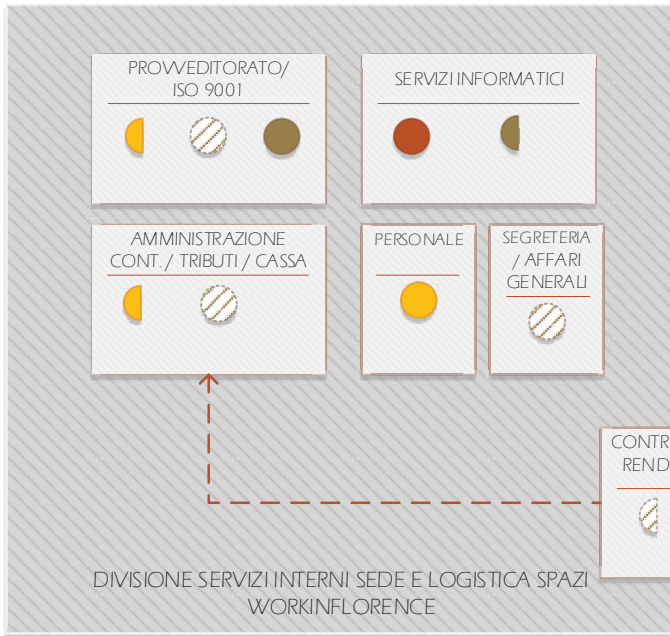 PROVVEDITORATO/
ISO 9001
SERVIZI INFORMATICI
AMMINISTRAZIONE
CONT. / TRIBUTI / CASSA
PERSONALE
SEGRETERIA
/ AFFARI
GENERALI
CONTR
REND
DIVISIONE SERVIZI INTERNI SEDE E LOGISTICA SPAZI
WORKINFLORENCE